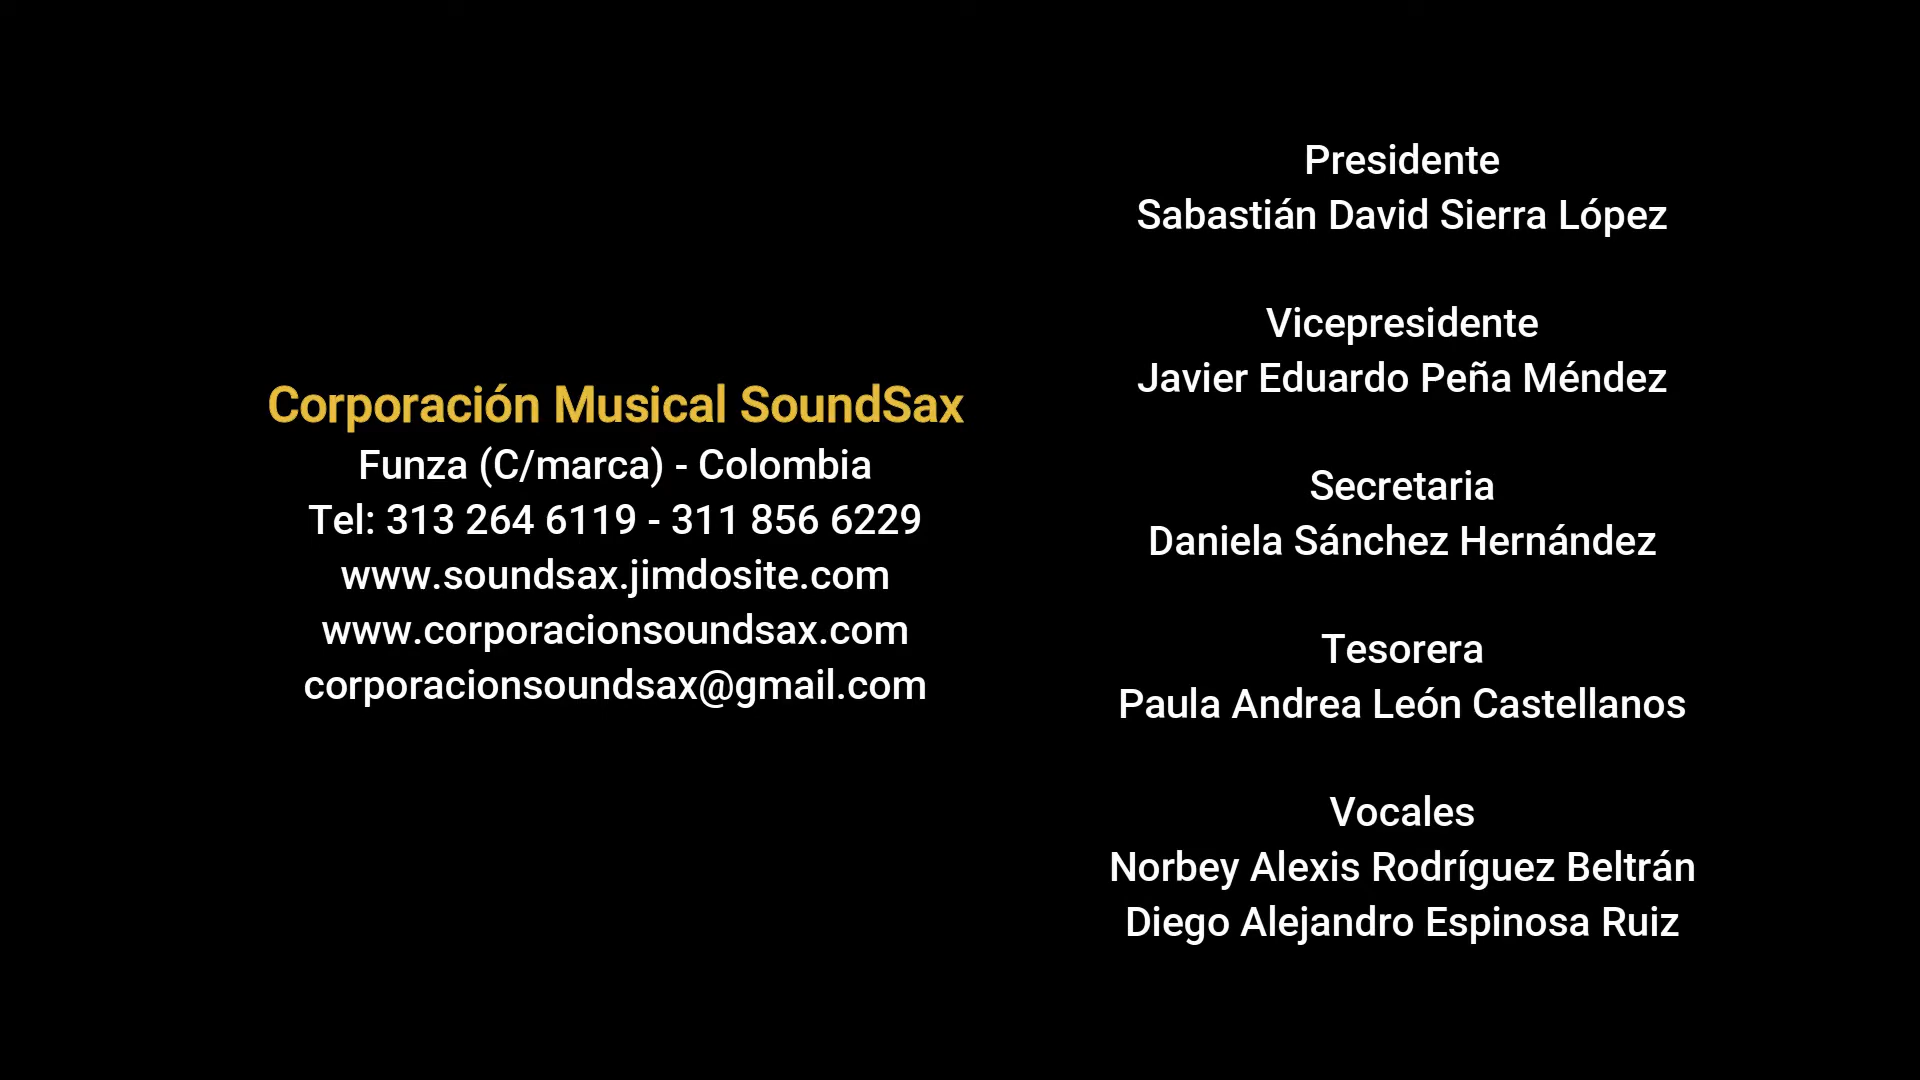 Corporación Musical SoundSax
Funza (C/marca) - Colombia
Tel: 313 264 6119 - 311 856 6229
www.soundsax.jimdosite.com
www.corporacionsoundsax.com
corporacionsoundsax@gmail.com
Presidente
Sabastián David Sierra López
Vicepresidente
Javier Eduardo Peña Méndez
Secretaria
Daniela Sánchez Hernández
Tesorera
Paula Andrea León Castellanos
Vocales
Norbey Alexis Rodríguez Beltrán
Diego Alejandro Espinosa Ruiz